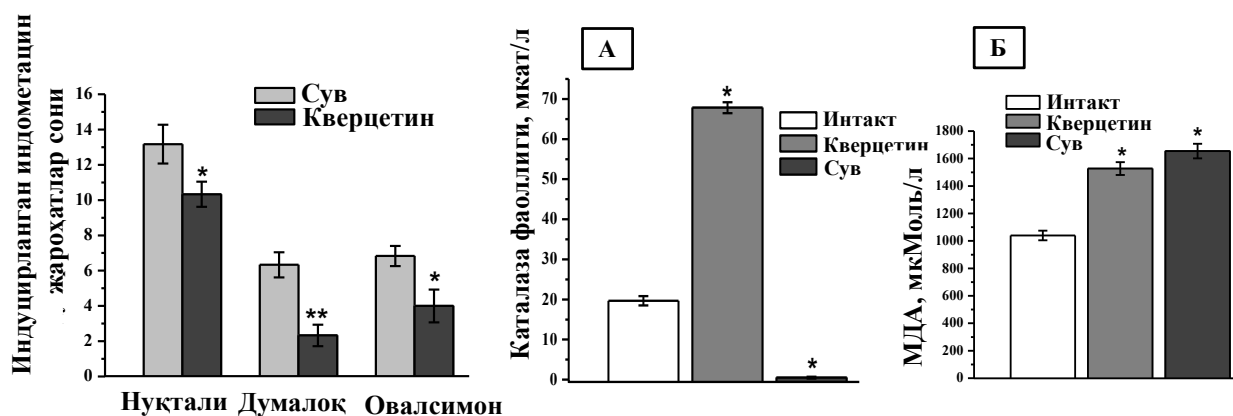 Индуцирланган индометацин
жароҳатлар сони
16
14
12
10
8
6
4
2
0
Сув
Кверцетин
*
**
*
Нуқтали Думалоқ Овалсимон
А
Каталаза фаоллиги, мкат/л
70
60
50
40
30
20
10
0
*
*
Интакт
Кверцетин
Сув
Б
МДА, мкМоль/л
1800
1600
1400
1200
1000
800
600
400
200
0
Интакт
Кверцетин
Сув
*
*